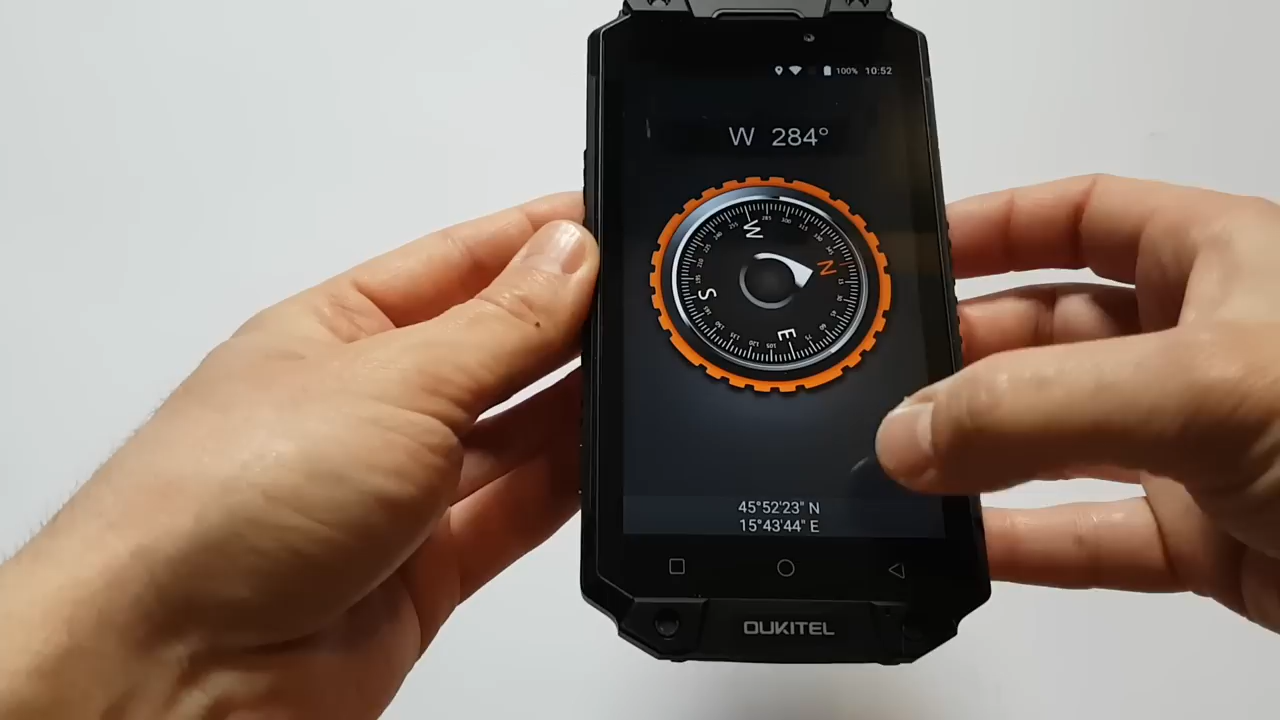 100% 10:52
W 284°
W
N
S
E
45°52'23" N
15°43'44" E
OUKITEL